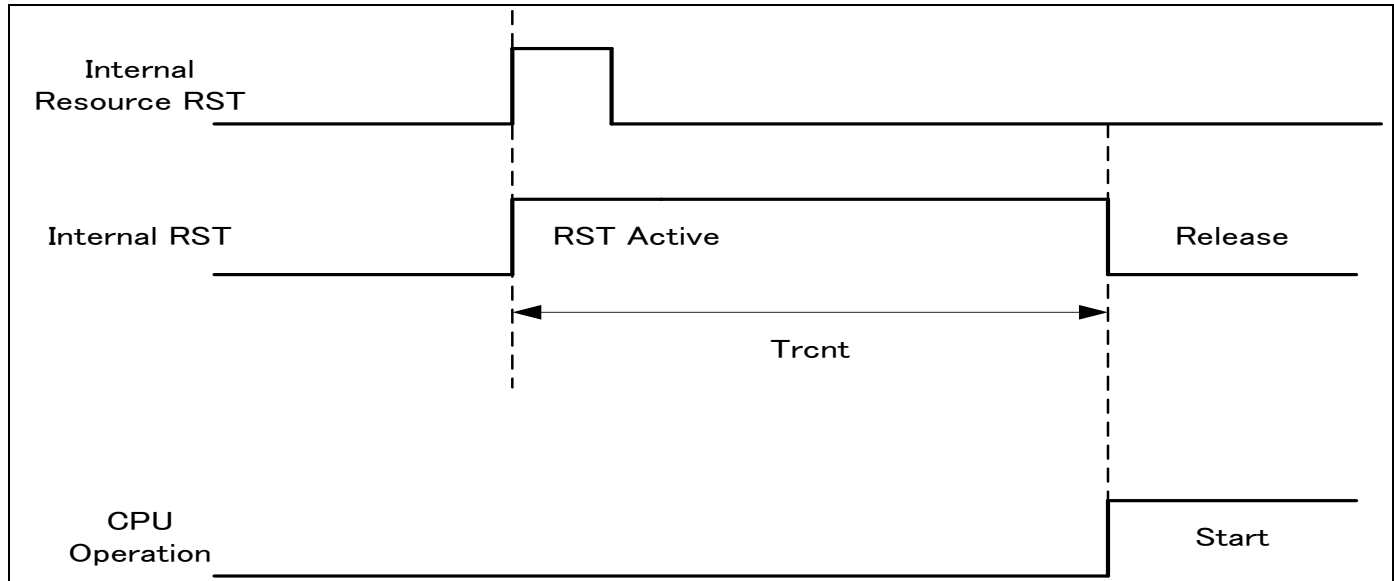 Internal
Resource RST
Internal RST
RST Active
Release
Trcnt
CPU
Operation
Start